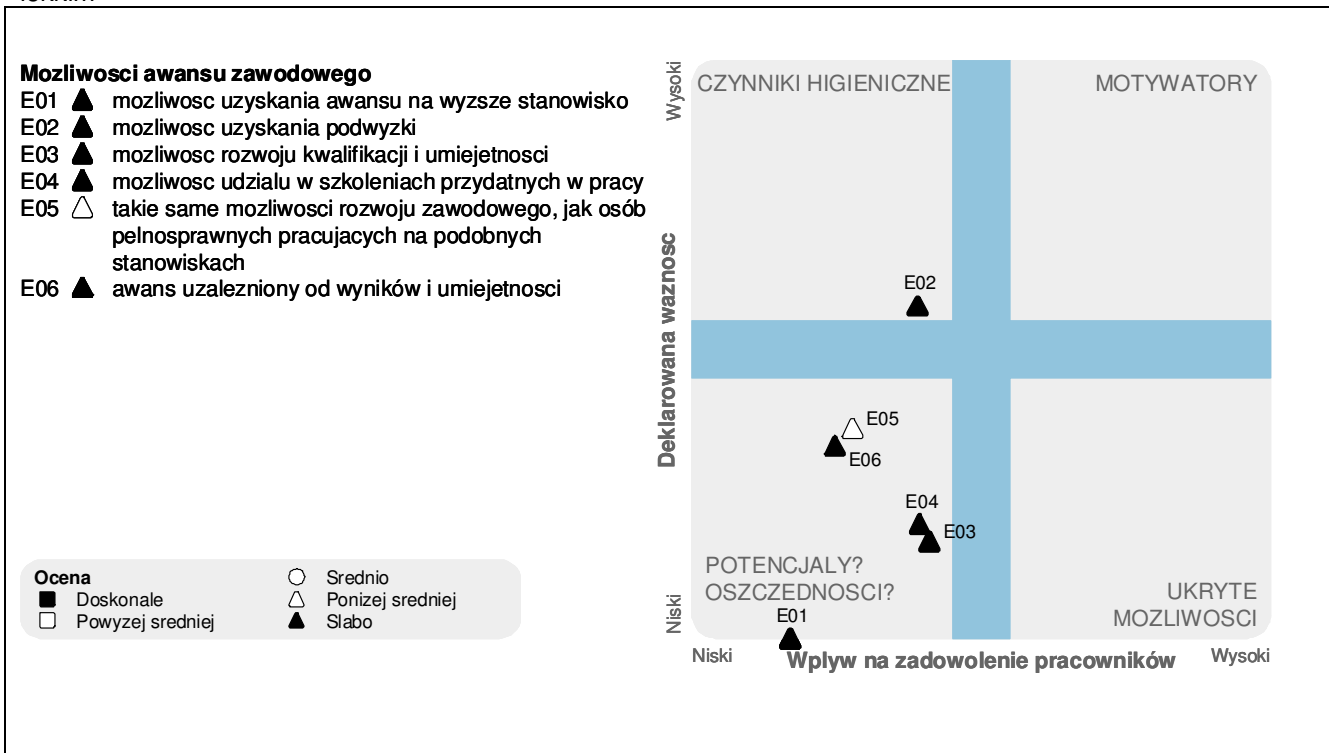 Mozliwosci awansu zawodowego
E01 mozliwosc uzyskania awansu na wyzsze stanowisko
E02 mozliwosc uzyskania podwyzki
E03 mozliwosc rozwoju kwalifikacji i umiejetnosci
E04 mozliwosc udzialu w szkoleniach przydatnych w pracy
E05 takie same mozliwosci rozwoju zawodowego, jak osób
pelnosprawnych pracujacych na podobnych
stanowiskach
E06 awans uzalezniony od wyników i umiejetnosci
Ocena
Doskonale
Powyzej sredniej
Srednio
Ponizej sredniej
Slabo
Wysoki
Deklarowana waznosc
Niski
CZYNNIKI HIGIENICZNE
MOTYWATORY
E02
E05
E06
E04
E03
POTENCJALY?
OSZCZEDNOSCI?
E01
UKRYTE
MOZLIWOSCI
Niski
Wplyw na zadowolenie pracowników
Wysoki